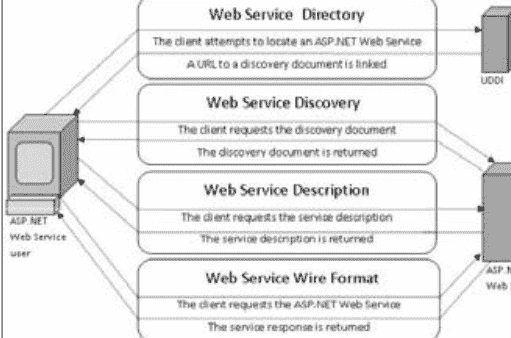 Web Service Directory
The client attempts to locate an ASP.NET Web Service
A URL to a discovery document is linked
UDDI
Web Service Discovery
The client requests the discovery document
The discovery document is returned
Web Service Description
The client requests the service description
The service description is returned
ASP.NET
Web Service
user
Web Service Wire Format
The client requests the ASP.NET Web Service
The service response is returned
ASP.N
Web S